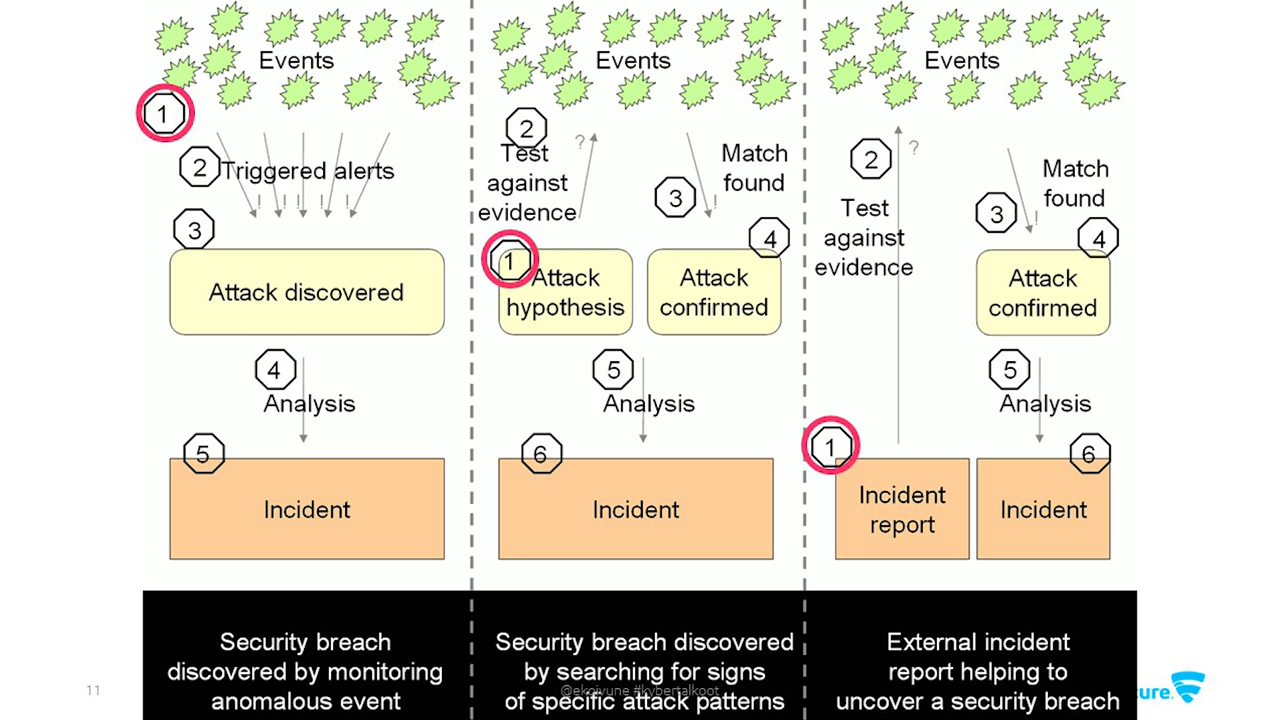 Events
1
2
Triggered alerts
! ! ! ! !
3
Attack discovered
4
Analysis
5
Incident
Security breach
discovered by monitoring
anomalous event
Events
2
?
Test
against
evidence
Match
found
3
!
1
Attack
hypothesis
4
Attack
confirmed
5
Analysis
6
Incident
Security breach discovered
by searching for signs
of specific attack patterns
Events
2
?
Test
against
evidence
Match
found
3
!
4
Attack
confirmed
5
Analysis
1
Incident
report
6
Incident
External incident
report helping to
uncover a security breach
11
@ekoivune #kybertalkoot
ure.